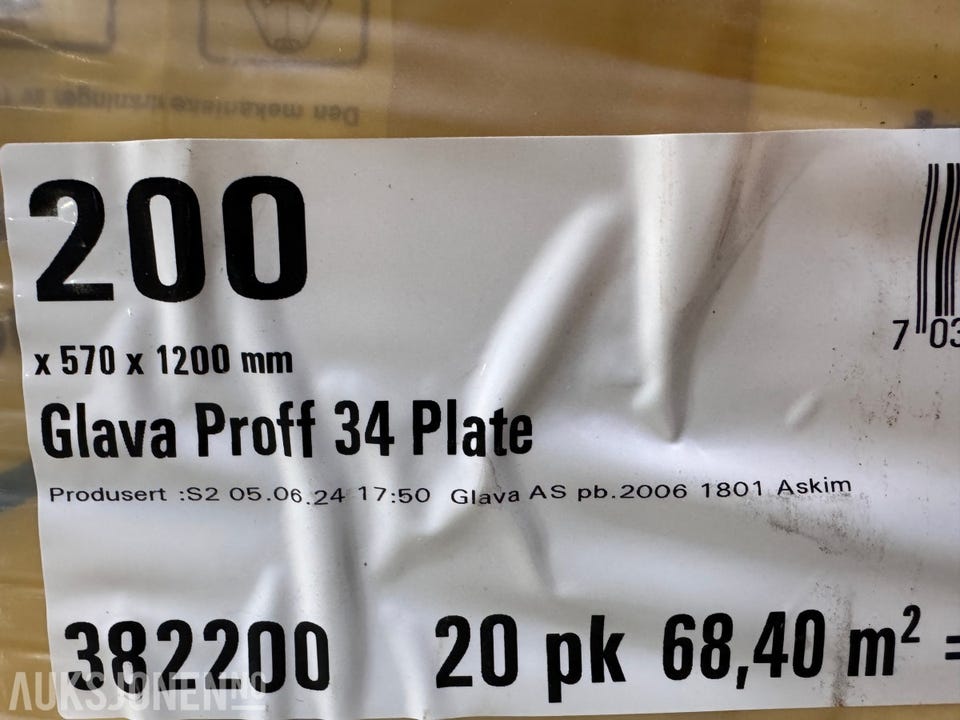 Den mekaniske
200
x 570 x 1200 mm
7 03
Glava Proff 34 Plate
Produsert :S2 05.06.24 17:50 Glava AS pb.2006 1801 Askim
382200 20 pk 68,40 m² =
AUKSJONEN.NO